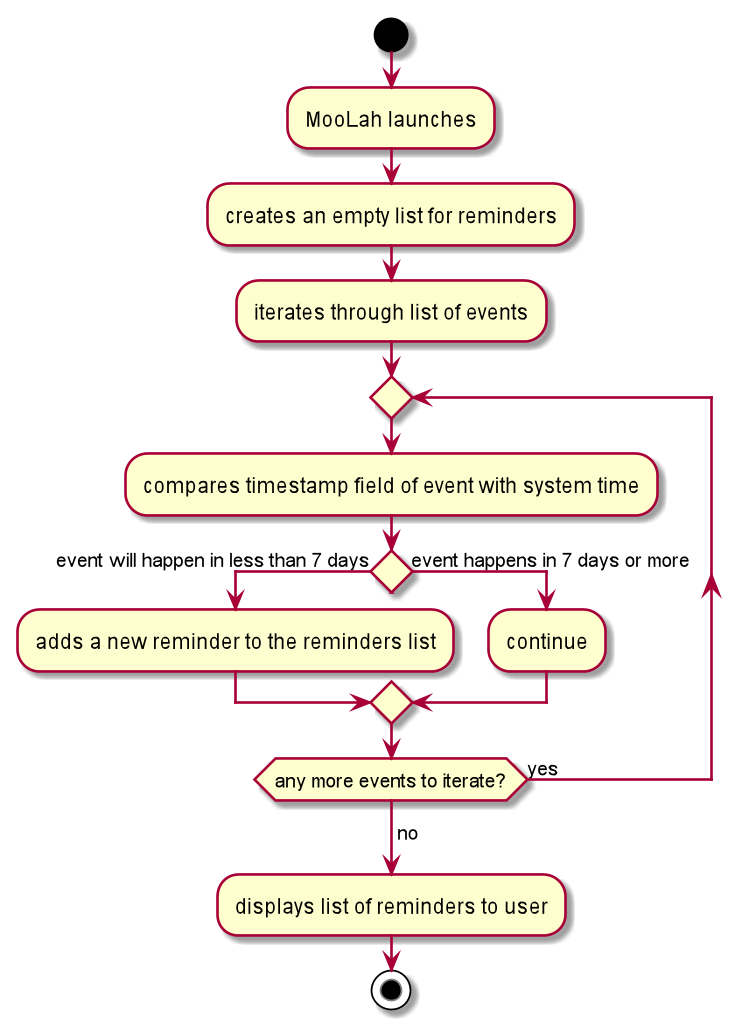 MooLah launches
creates an empty list for reminders
iterates through list of events
compares timestamp field of event with system time
event will happen in less than 7 days
event happens in 7 days or more
adds a new reminder to the reminders list
continue
any more events to iterate?
yes
no
displays list of reminders to user